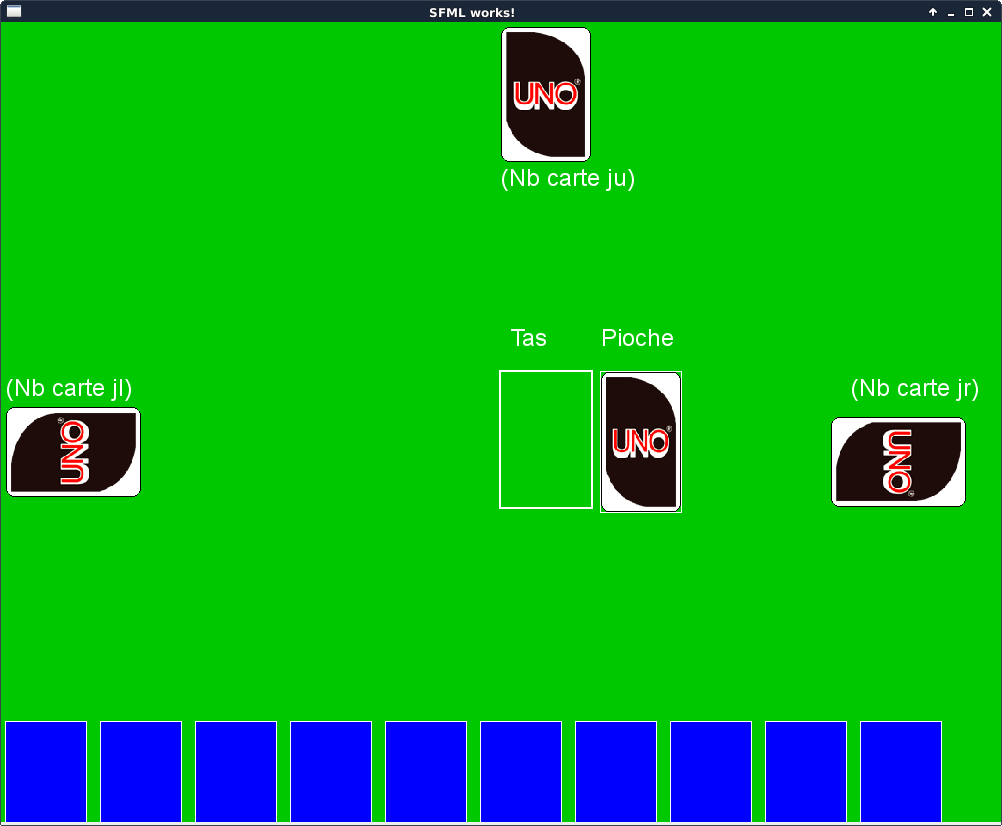 SFML works!
UNO®
(Nb carte ju)
Tas
Pioche
(Nb carte jl)
(Nb carte jr)
UNO®
UNO®
UNO®